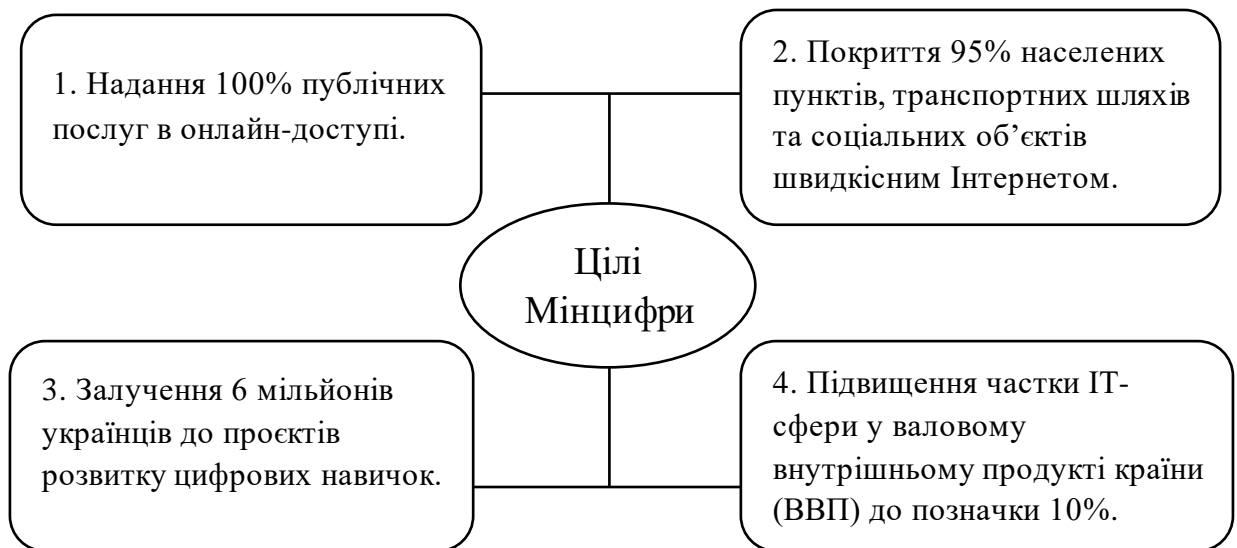 1. Надання 100% публічних
послуг в онлайн-доступі.
2. Покриття 95% населених
пунктів, транспортних шляхів
та соціальних об’єктів
швидкісним Інтернетом.
Цілі
Мінцифри
3. Залучення 6 мільйонів
українців до проєктів
розвитку цифрових навичок.
4. Підвищення частки ІТ-
сфери у валовому
внутрішньому продукті країни
(ВВП) до позначки 10%.